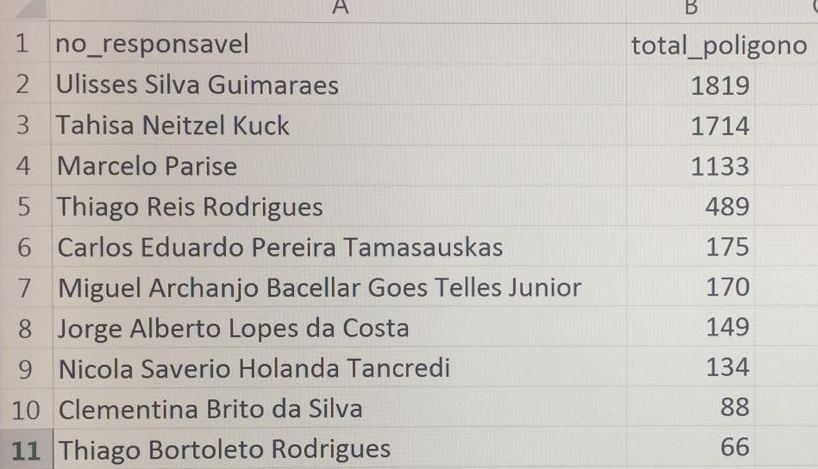 A B
1 no_responsavel total_poligono
2 Ulisses Silva Guimaraes 1819
3 Tahisa Neitzel Kuck 1714
4 Marcelo Parise 1133
5 Thiago Reis Rodrigues 489
6 Carlos Eduardo Pereira Tamasauskas 175
7 Miguel Archanjo Bacellar Goes Telles Junior 170
8 Jorge Alberto Lopes da Costa 149
9 Nicola Saverio Holanda Tancredi 134
10 Clementina Brito da Silva 88
11 Thiago Bortoleto Rodrigues 66